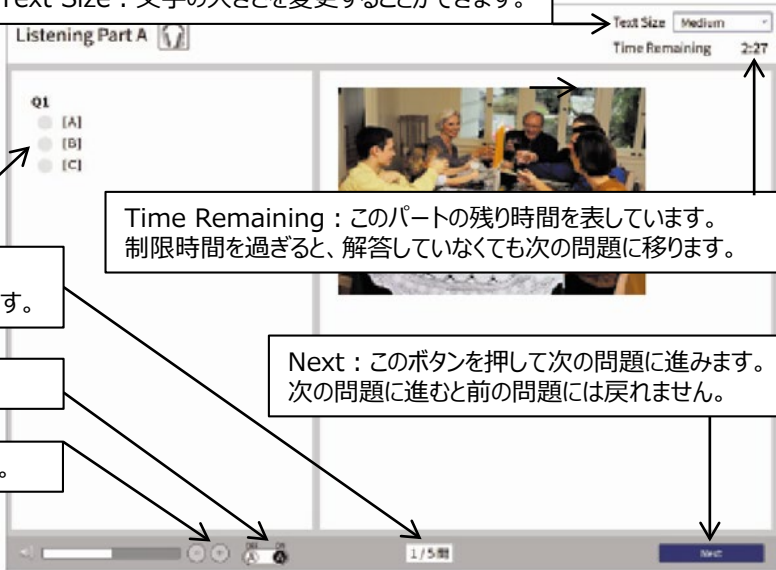 Text Size：文字の大きさを変更することができます。
Listening Part A
Text Size Medium
Time Remaining 2:27
Q1
[A]
[B]
[C]
Time Remaining：このパートの残り時間を表しています。
制限時間を過ぎると、解答していなくても次の問題に移ります。
す。
Next：このボタンを押して次の問題に進みます。
次の問題に進むと前の問題には戻れません。
。
1/5問
Next